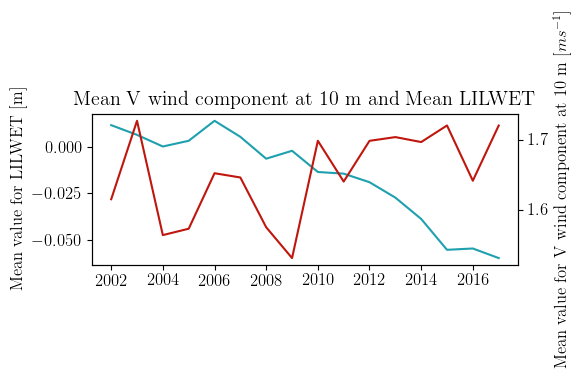 Mean V wind component at 10 m and Mean LILWET
Mean value for LILWET [m]
0.000
−0.025
−0.050
1.7
1.6
Mean value for V wind component at 10 m [ms⁻¹]
2002 2004 2006 2008 2010 2012 2014 2016